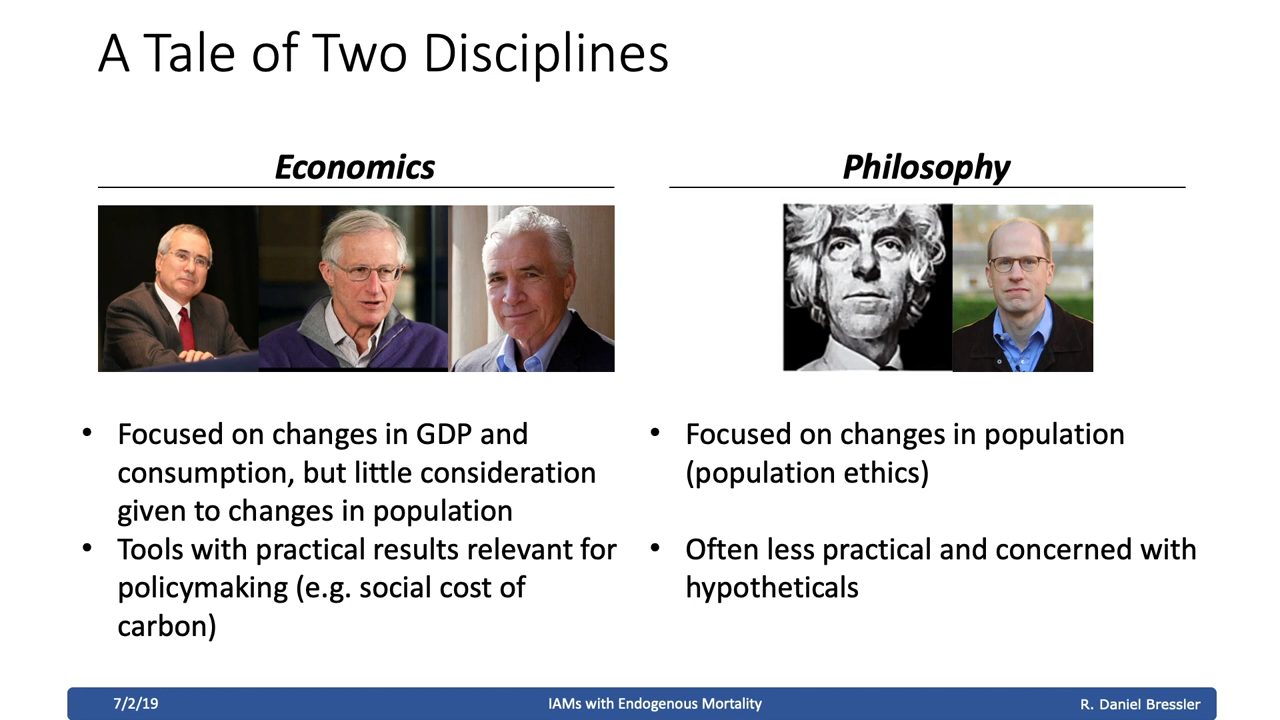 A Tale of Two Disciplines
Economics
Philosophy
• Focused on changes in GDP and
consumption, but little consideration
given to changes in population
• Tools with practical results relevant for
policymaking (e.g. social cost of
carbon)
• Focused on changes in population
(population ethics)
• Often less practical and concerned with
hypotheticals
7/2/19
IAMs with Endogenous Mortality
R. Daniel Bressler